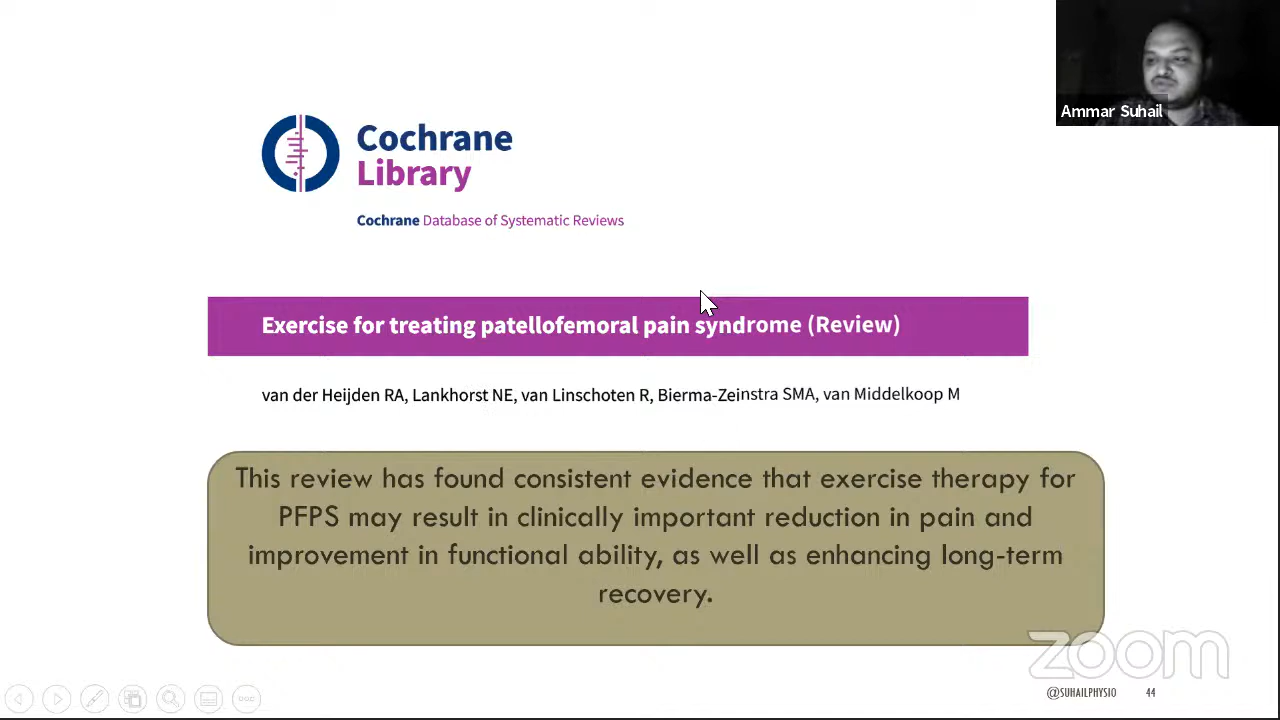 Ammar Suhail
Cochrane
Library
Cochrane Database of Systematic Reviews
Exercise for treating patellofemoral pain syndrome (Review)
van der Heijden RA, Lankhorst NE, van Linschoten R, Bierma-Zeinstra SMA, van Middelkoop M
This review has found consistent evidence that exercise therapy for
PFPS may result in clinically important reduction in pain and
improvement in functional ability, as well as enhancing long-term
recovery.
zoom
@SUHAILPHYSIO 44